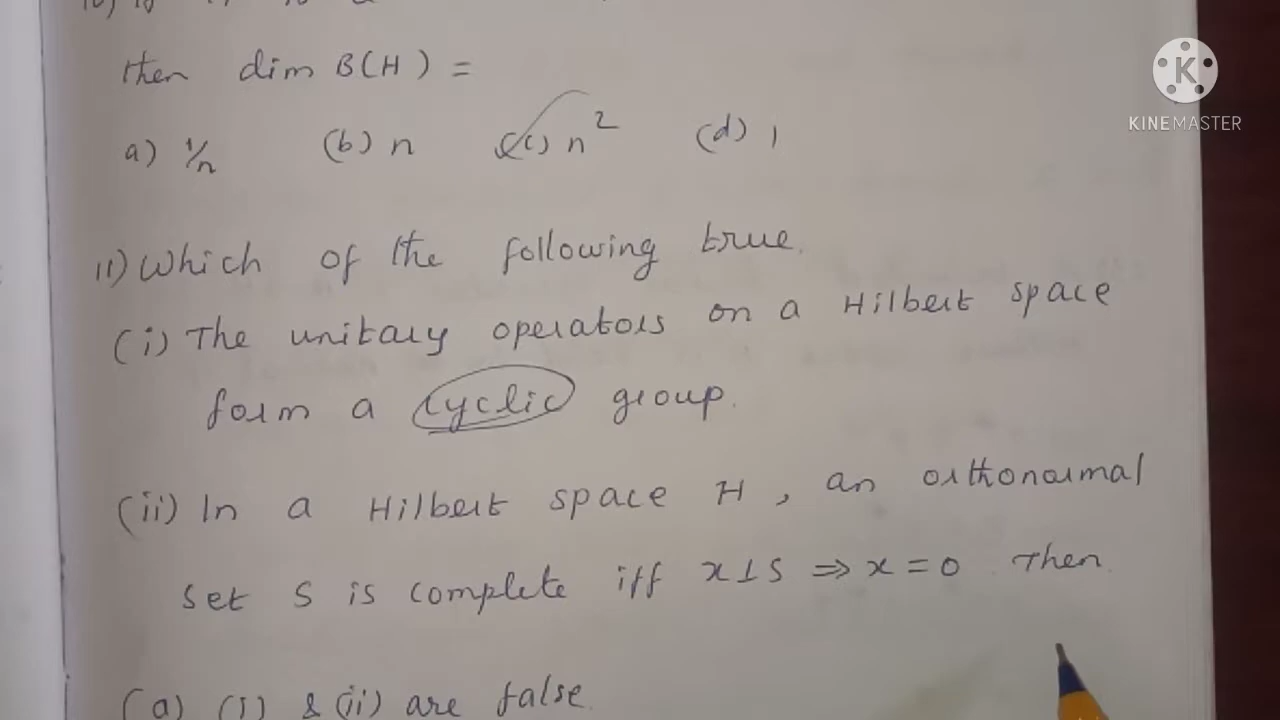 then dim B(H) =
a) 1/n (b) n (c) n² (d) 1
11) Which of the following true.
(i) The unitary operators on a Hilbert space
form a cyclic group.
(ii) In a Hilbert space H, an orthonormal
set S is complete iff x⊥S ⇒ x = 0 Then
(a) (i) & (ii) are false.
K
KINEMASTER